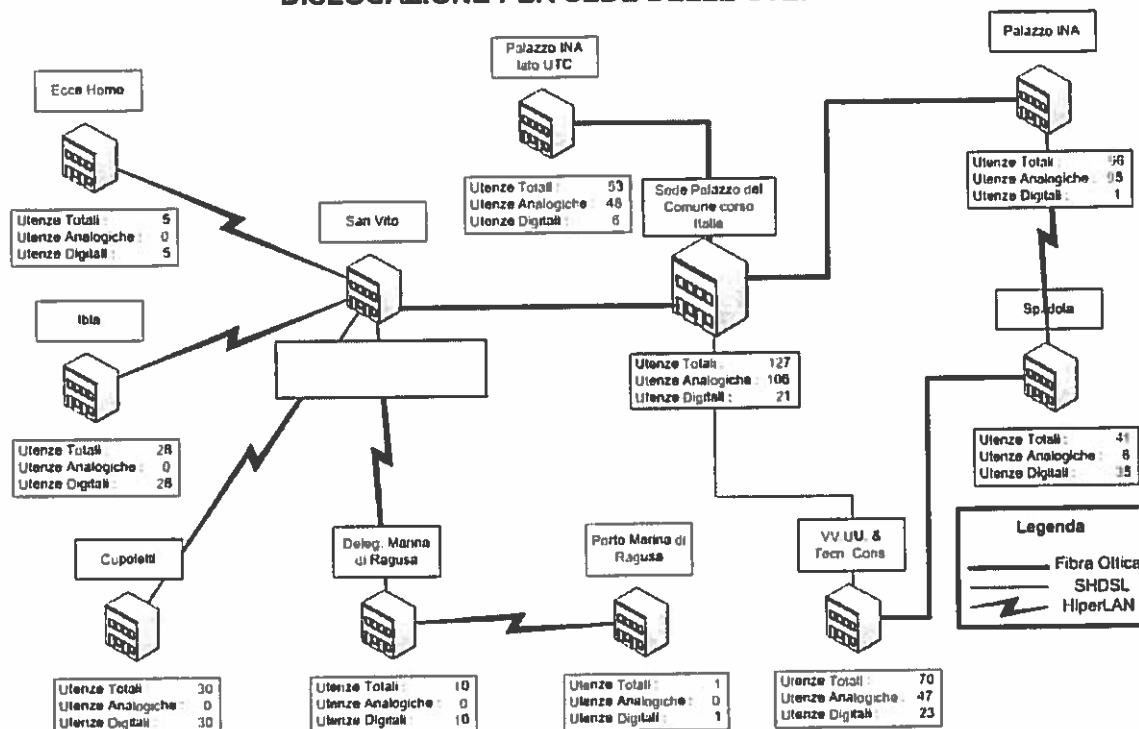 Palazzo INA
lato UTC
Palazzo INA
Ecce Homo
Utenze Totali : 53
Utenze Analogiche : 48
Utenze Digitali : 6
Sede Palazzo del
Comune corso
Italia
Utenze Totali :
Utenze Analogiche :
Utenze Digitali : 1
San Vito
Utenze Totali : 5
Utenze Analogiche : 0
Utenze Digitali : 5
Ibla
Spadola
Utenze Totali : 127
Utenze Analogiche : 106
Utenze Digitali : 21
Utenze Totali : 28
Utenze Analogiche : 0
Utenze Digitali : 28
Utenze Totali : 41
Utenze Analogiche : 6
Utenze Digitali : 35
Cupoletti
Deleg. Marina
di Ragusa
Porto Marina di
Ragusa
VV.UU. &
Tecn. Cons
Legenda
Fibra Ottica
SHDSL
HiperLAN
Utenze Totali : 30
Utenze Analogiche : 0
Utenze Digitali : 30
Utenze Totali : 10
Utenze Analogiche : 0
Utenze Digitali : 10
Utenze Totali : 1
Utenze Analogiche : 0
Utenze Digitali : 1
Utenze Totali : 70
Utenze Analogiche : 47
Utenze Digitali : 23